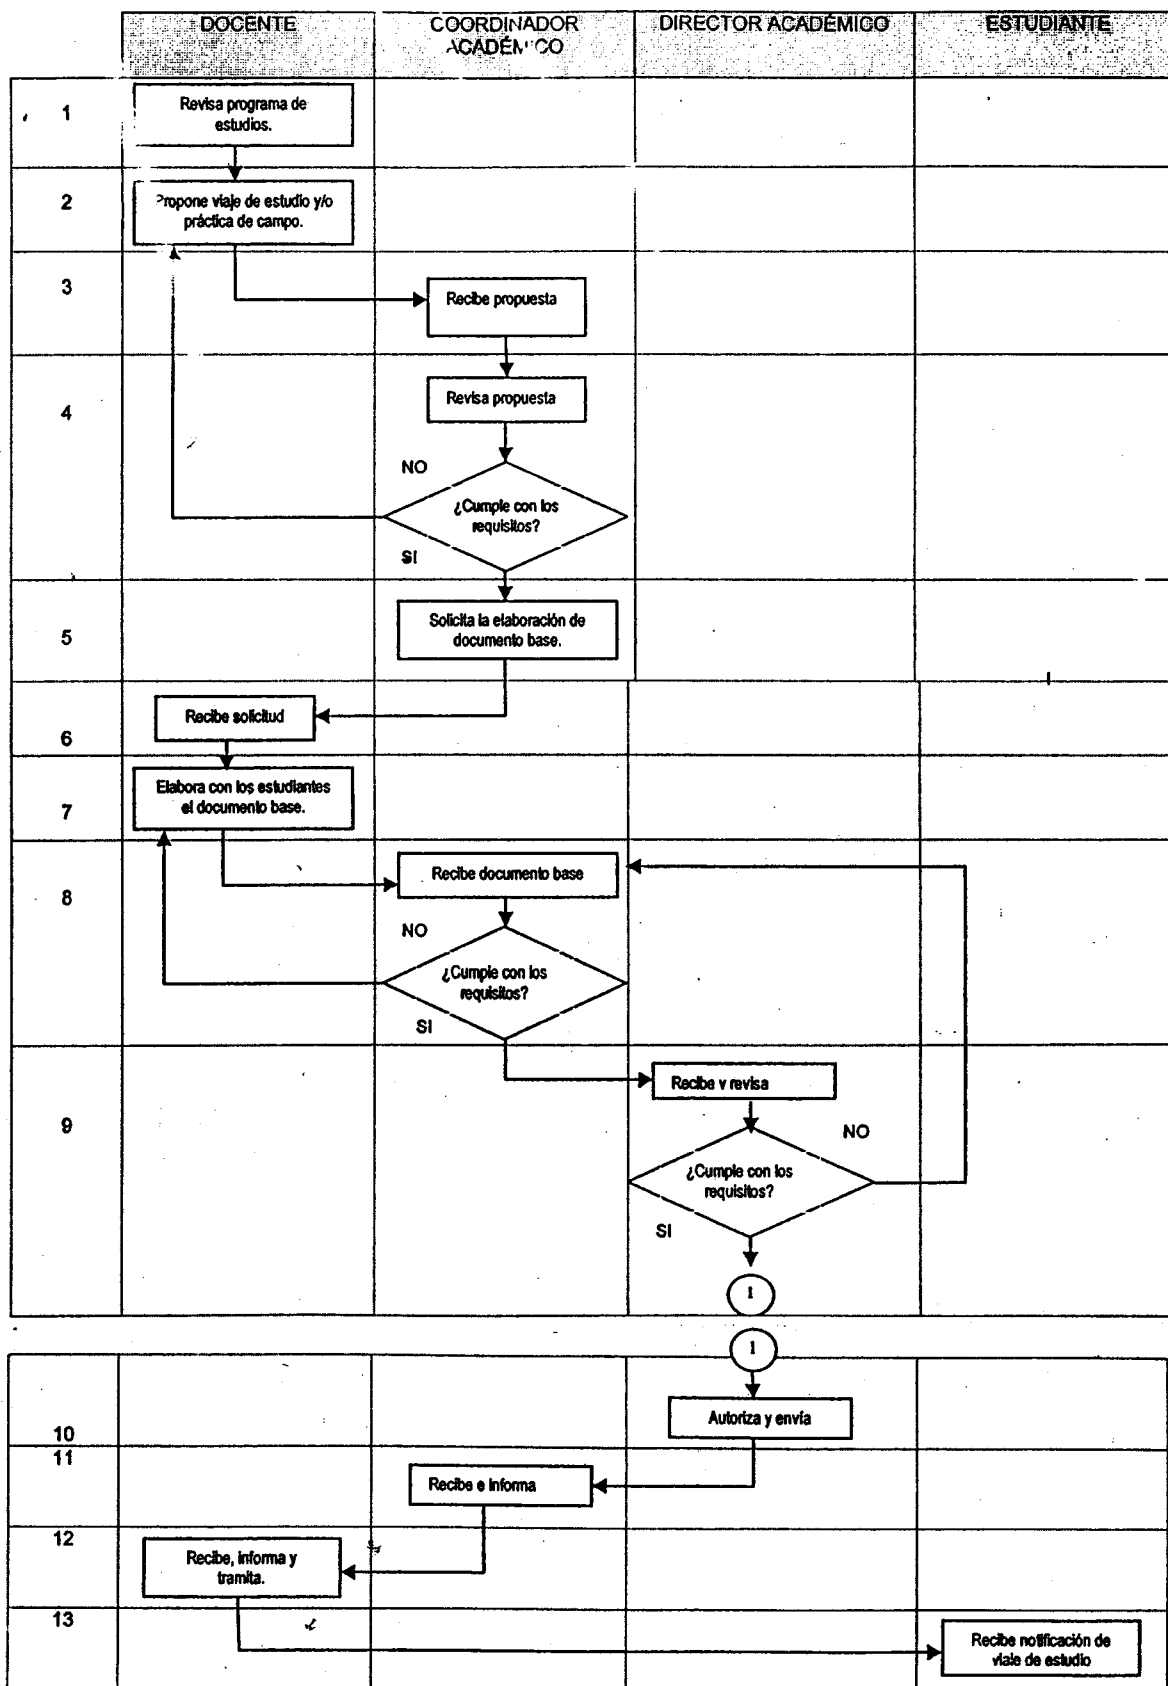 DOCENTE
COORDINADOR
ACADÉMICO
DIRECTOR ACADÉMICO
ESTUDIANTE
1
Revisa programa de
estudios.
2
Propone viaje de estudio y/o
práctica de campo.
3
Recibe propuesta
4
Revisa propuesta
NO
¿Cumple con los
requisitos?
SI
5
Solicita la elaboración de
documento base.
6
Recibe solicitud
7
Elabora con los estudiantes
el documento base.
8
Recibe documento base
NO
¿Cumple con los
requisitos?
SI
9
Recibe y revisa
NO
¿Cumple con los
requisitos?
SI
1
1
10
Autoriza y envía
11
Recibe e informa
12
Recibe, informa y
tramita.
13
Recibe notificación de
viaje de estudio